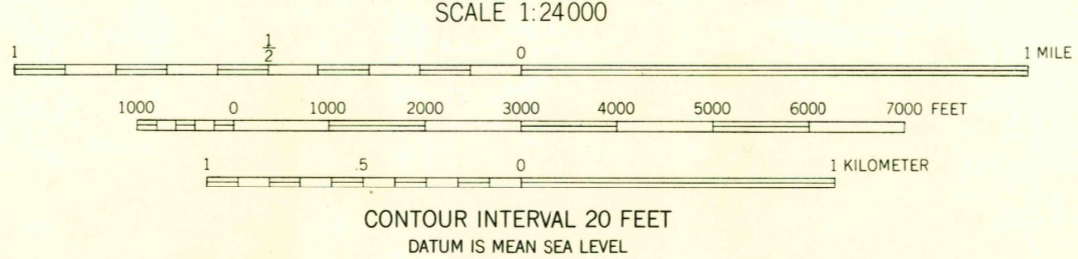 SCALE 1:24000
1 1/2 0 1 MILE
1000 0 1000 2000 3000 4000 5000 6000 7000 FEET
1 .5 0 1 KILOMETER
CONTOUR INTERVAL 20 FEET
DATUM IS MEAN SEA LEVEL